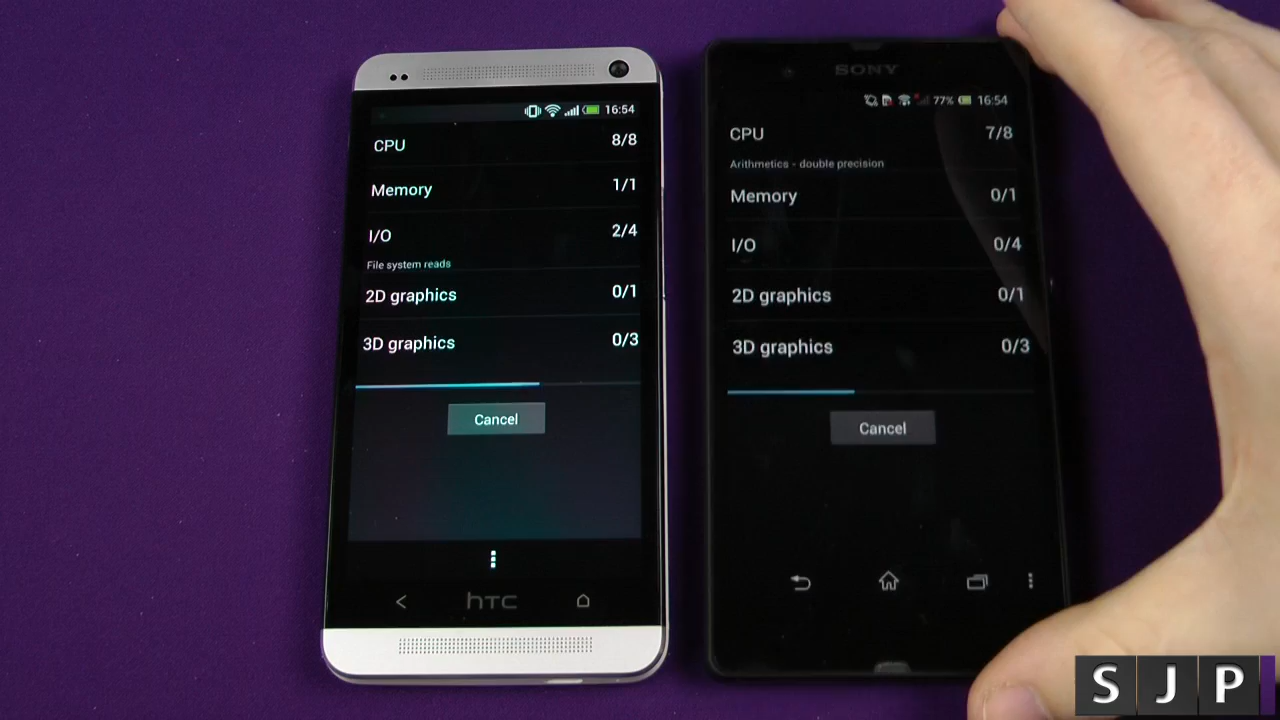 16:54
CPU 8/8
Memory 1/1
I/O 2/4
File system reads
2D graphics 0/1
3D graphics 0/3
Cancel
hTC
SONY
77% 16:54
CPU 7/8
Arithmetics - double precision
Memory 0/1
I/O 0/4
2D graphics 0/1
3D graphics 0/3
Cancel
SJP